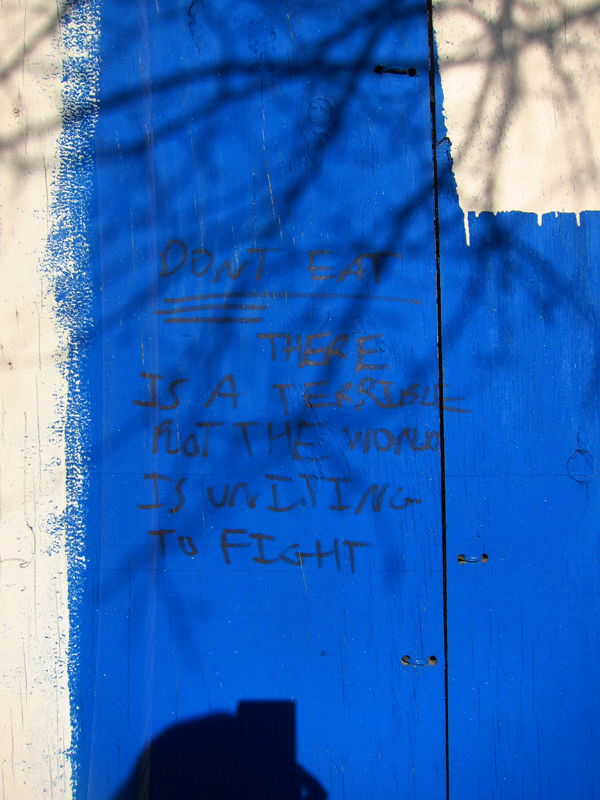 DONT EAT
THERE
IS A TERRIBLE
PLOT THE WORLD
IS UNITING
TO FIGHT